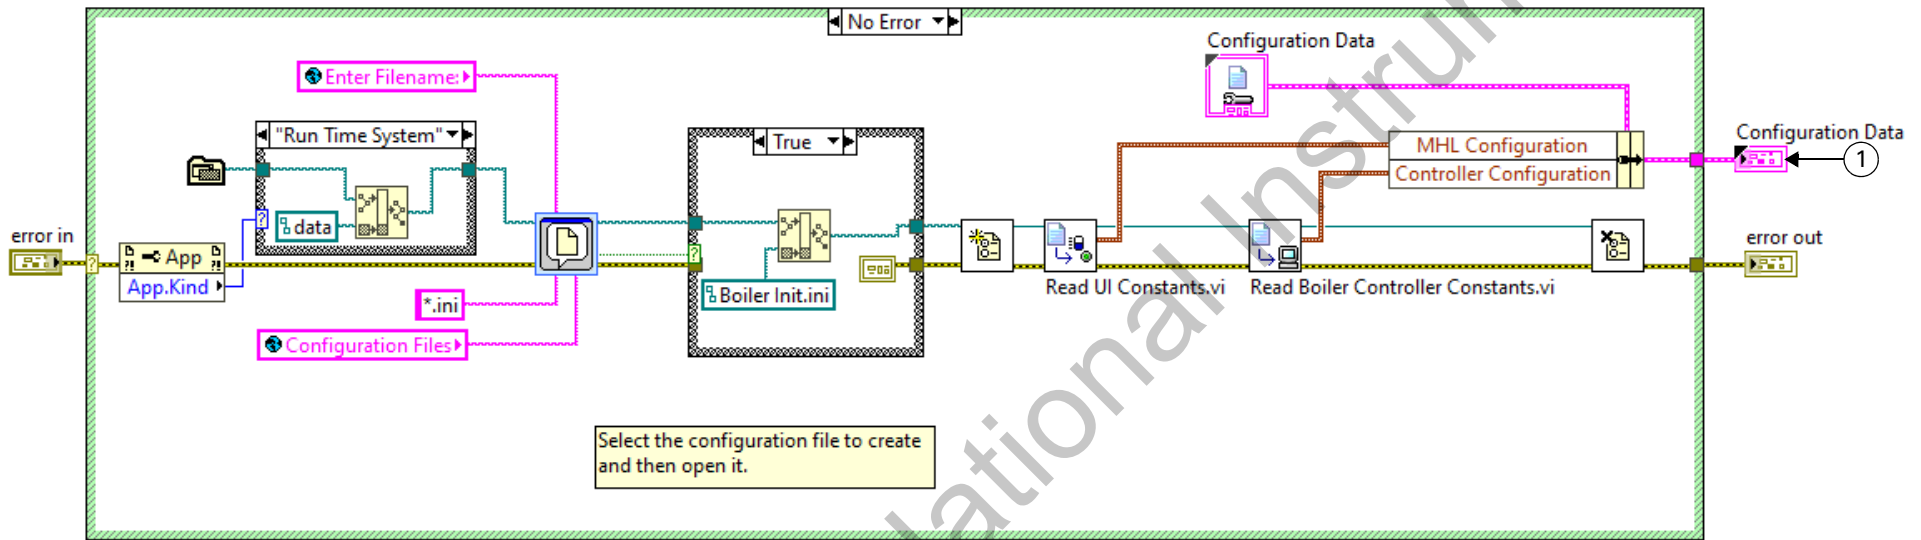 No Error
Configuration Data
Enter Filename:
"Run Time System"
True
MHL Configuration
Configuration Data
1
Controller Configuration
data
error in
App
error out
App.Kind
Boiler Init.ini
Read UI Constants.vi
Read Boiler Controller Constants.vi
*.ini
Configuration Files
Select the configuration file to create
and then open it.
ational Instrum